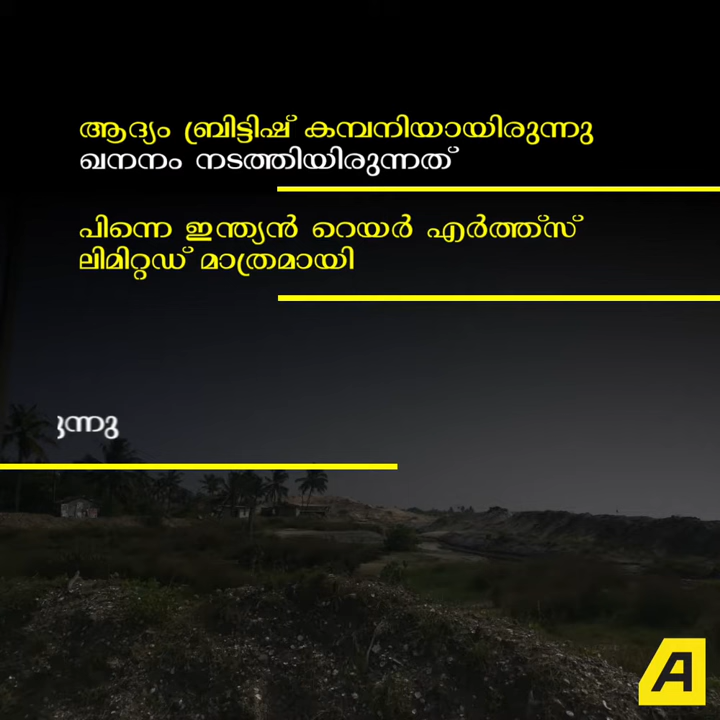 ആദ്യം ബ്രിട്ടിഷ് കമ്പനിയായിരുന്നു
ഖനനം നടത്തിയിരുന്നത്
പിന്നെ ഇന്ത്യൻ റെയർ എർത്ത്സ്
ലിമിറ്റഡ് മാത്രമായി
A